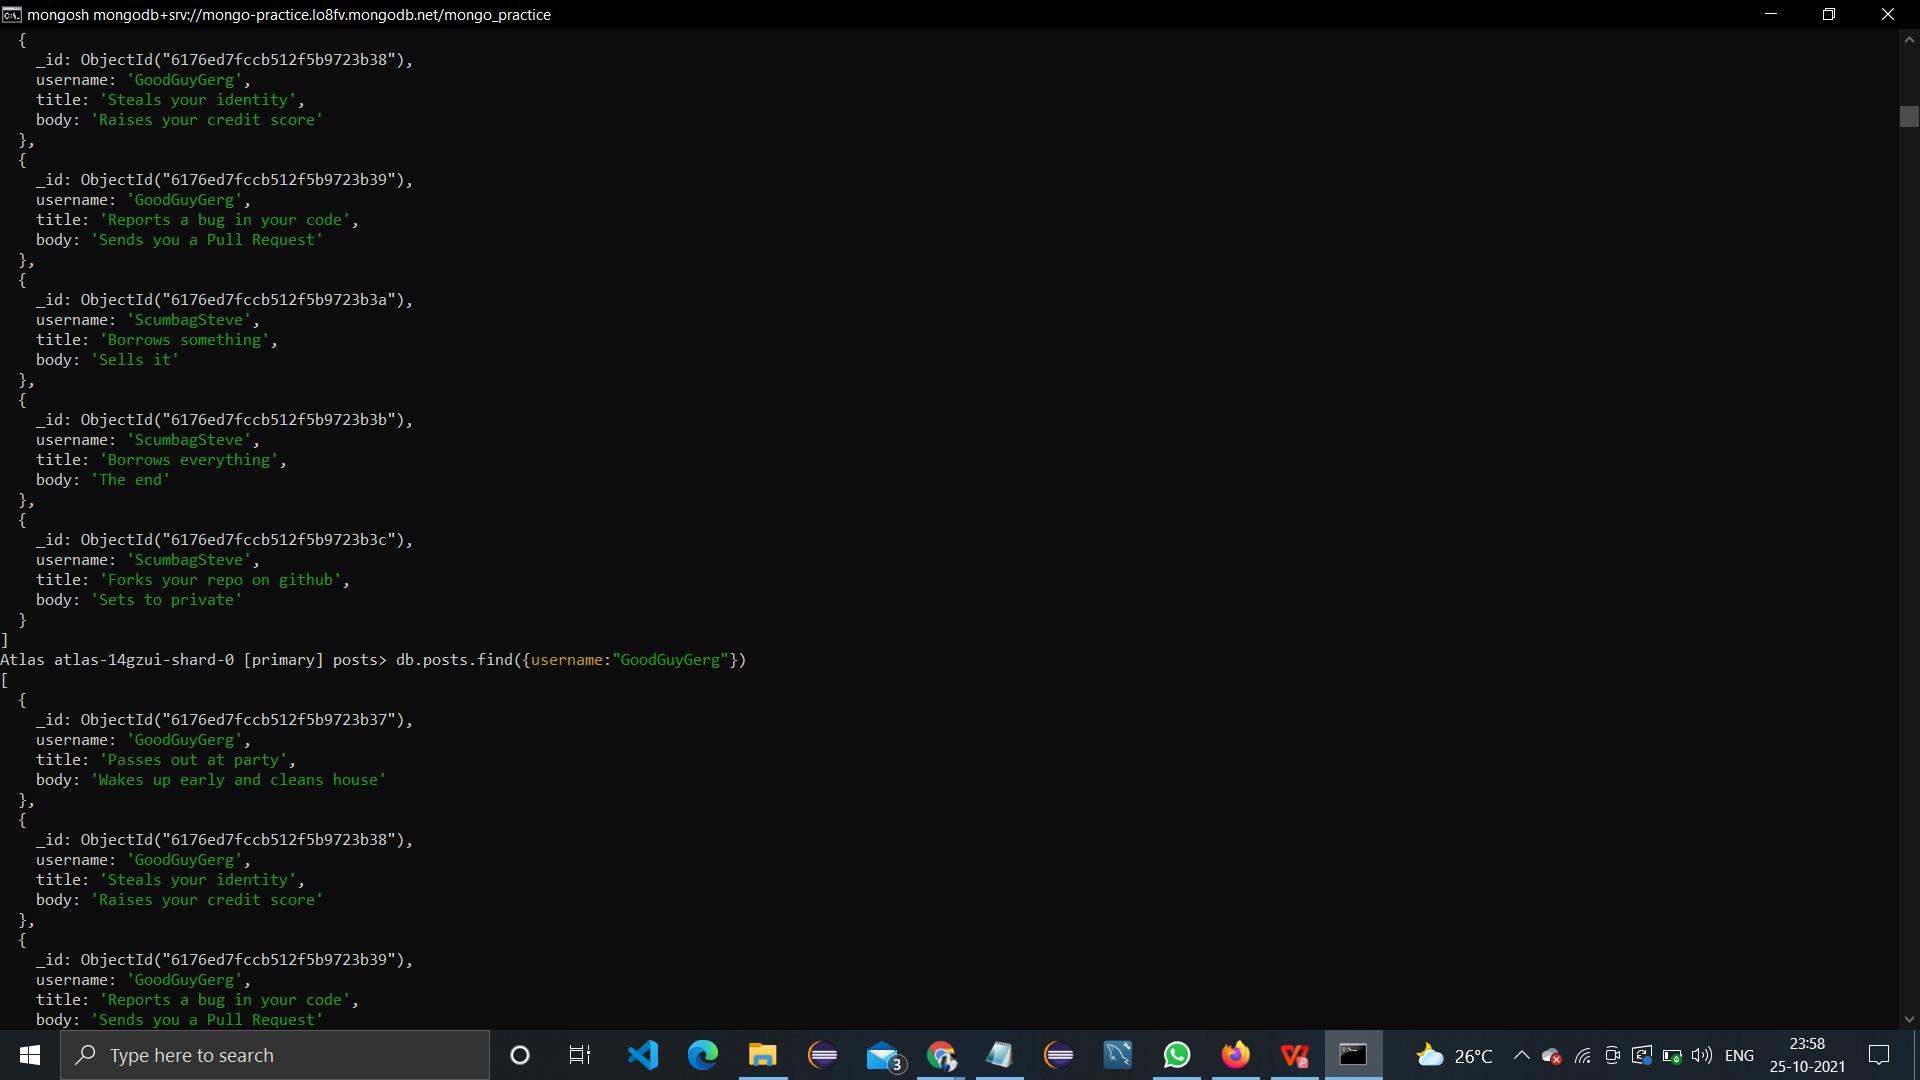 mongosh mongodb+srv://mongo-practice.lo8fv.mongodb.net/mongo_practice
{
_id: ObjectId("6176ed7fccb512f5b9723b38"),
username: 'GoodGuyGerg',
title: 'Steals your identity',
body: 'Raises your credit score'
},
{
_id: ObjectId("6176ed7fccb512f5b9723b39"),
username: 'GoodGuyGerg',
title: 'Reports a bug in your code',
body: 'Sends you a Pull Request'
},
{
_id: ObjectId("6176ed7fccb512f5b9723b3a"),
username: 'ScumbagSteve',
title: 'Borrows something',
body: 'Sells it'
},
{
_id: ObjectId("6176ed7fccb512f5b9723b3b"),
username: 'ScumbagSteve',
title: 'Borrows everything',
body: 'The end'
},
{
_id: ObjectId("6176ed7fccb512f5b9723b3c"),
username: 'ScumbagSteve',
title: 'Forks your repo on github',
body: 'Sets to private'
}
]
Atlas atlas-14gzui-shard-0 [primary] posts> db.posts.find({username:"GoodGuyGerg"})
[
{
_id: ObjectId("6176ed7fccb512f5b9723b37"),
username: 'GoodGuyGerg',
title: 'Passes out at party',
body: 'Wakes up early and cleans house'
},
{
_id: ObjectId("6176ed7fccb512f5b9723b38"),
username: 'GoodGuyGerg',
title: 'Steals your identity',
body: 'Raises your credit score'
},
{
_id: ObjectId("6176ed7fccb512f5b9723b39"),
username: 'GoodGuyGerg',
title: 'Reports a bug in your code',
body: 'Sends you a Pull Request'
Type here to search
3
26°C
ENG
23:58
25-10-2021